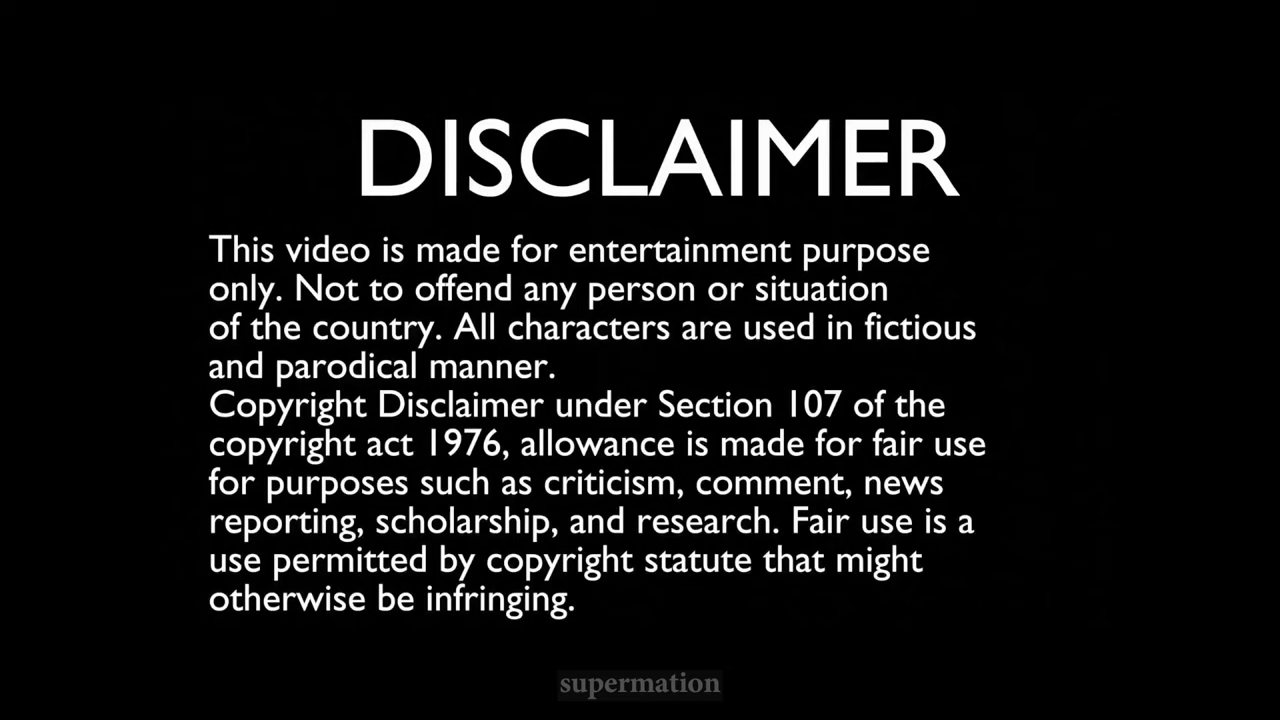 DISCLAIMER
This video is made for entertainment purpose
only. Not to offend any person or situation
of the country. All characters are used in fictious
and parodical manner.
Copyright Disclaimer under Section 107 of the
copyright act 1976, allowance is made for fair use
for purposes such as criticism, comment, news
reporting, scholarship, and research. Fair use is a
use permitted by copyright statute that might
otherwise be infringing.
supermation